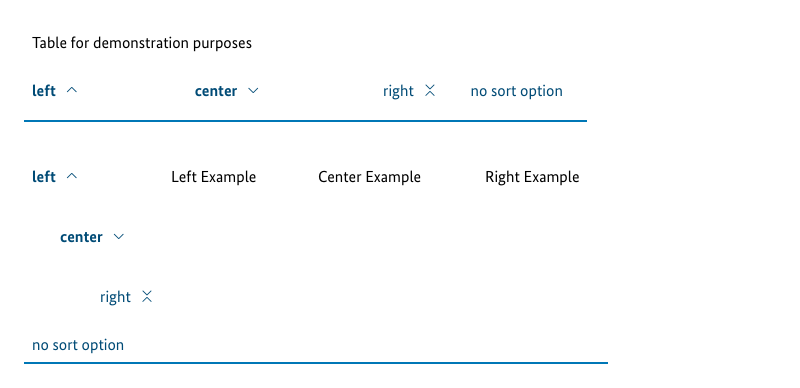 Table for demonstration purposes
left center right no sort option
left Left Example Center Example Right Example
center
right
no sort option